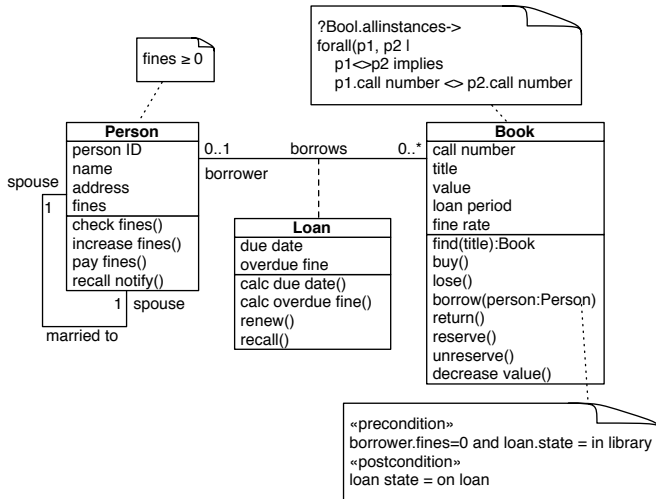 ?Bool.allinstances->
forall(p1, p2 |
p1<>p2 implies
p1.call number <> p2.call number
fines ≥ 0
Person
person ID
name
address
fines
check fines()
increase fines()
pay fines()
recall notify()
spouse
1
1 spouse
married to
0..1 borrows 0..*
borrower
Loan
due date
overdue fine
calc due date()
calc overdue fine()
renew()
recall()
Book
call number
title
value
loan period
fine rate
find(title):Book
buy()
lose()
borrow(person:Person)
return()
reserve()
unreserve()
decrease value()
«precondition»
borrower.fines=0 and loan.state = in library
«postcondition»
loan state = on loan